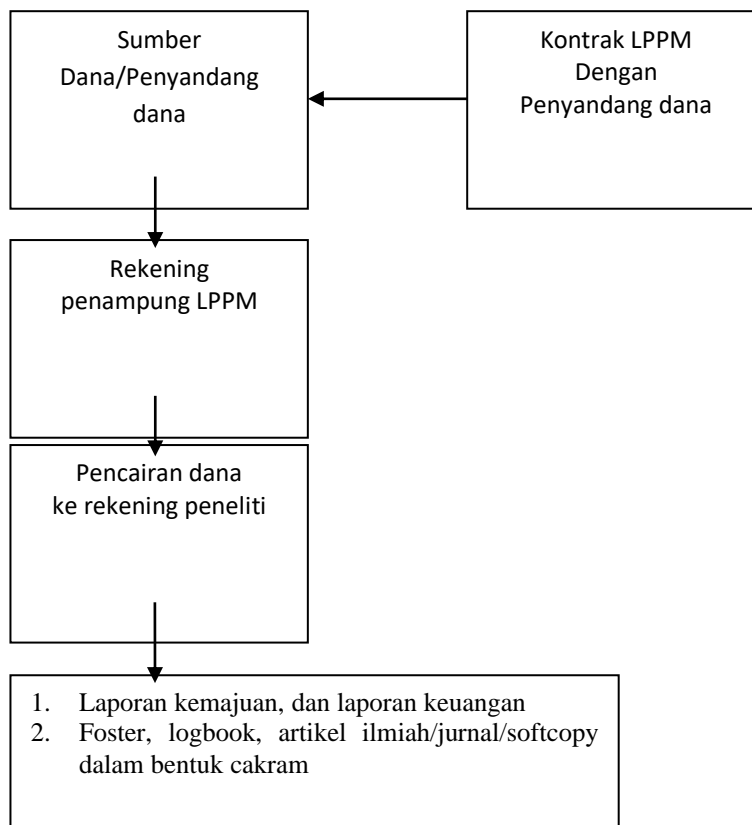 Sumber
Dana/Penyandang
dana
Kontrak LPPM
Dengan
Penyandang dana
Rekening
penampung LPPM
Pencairan dana
ke rekening peneliti
1. Laporan kemajuan, dan laporan keuangan
2. Foster, logbook, artikel ilmiah/jurnal/softcopy
dalam bentuk cakram